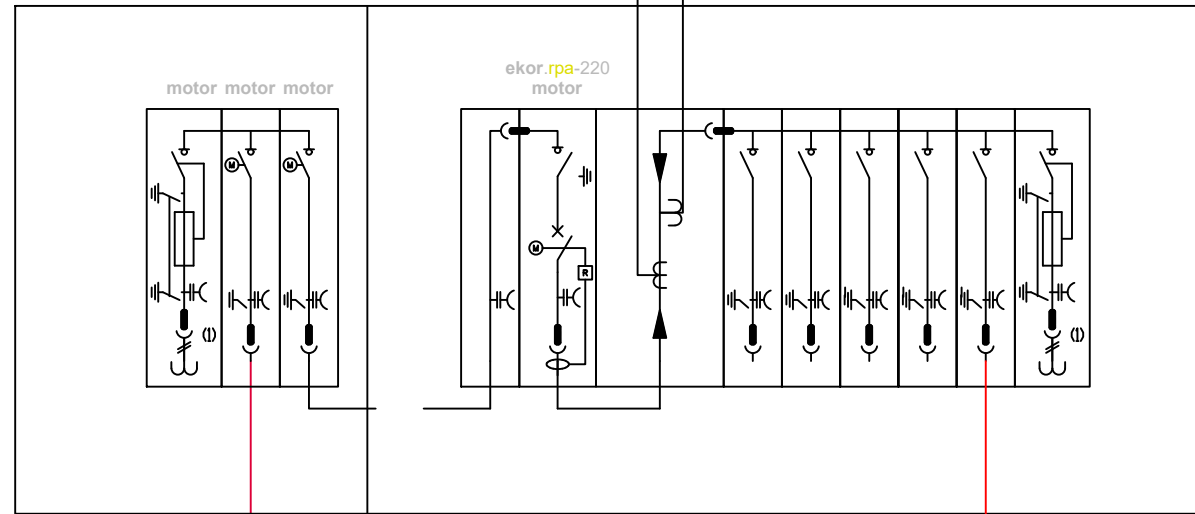 ekor.rpa-220
motor motor motor motor
M M
M
R
(1) (1)